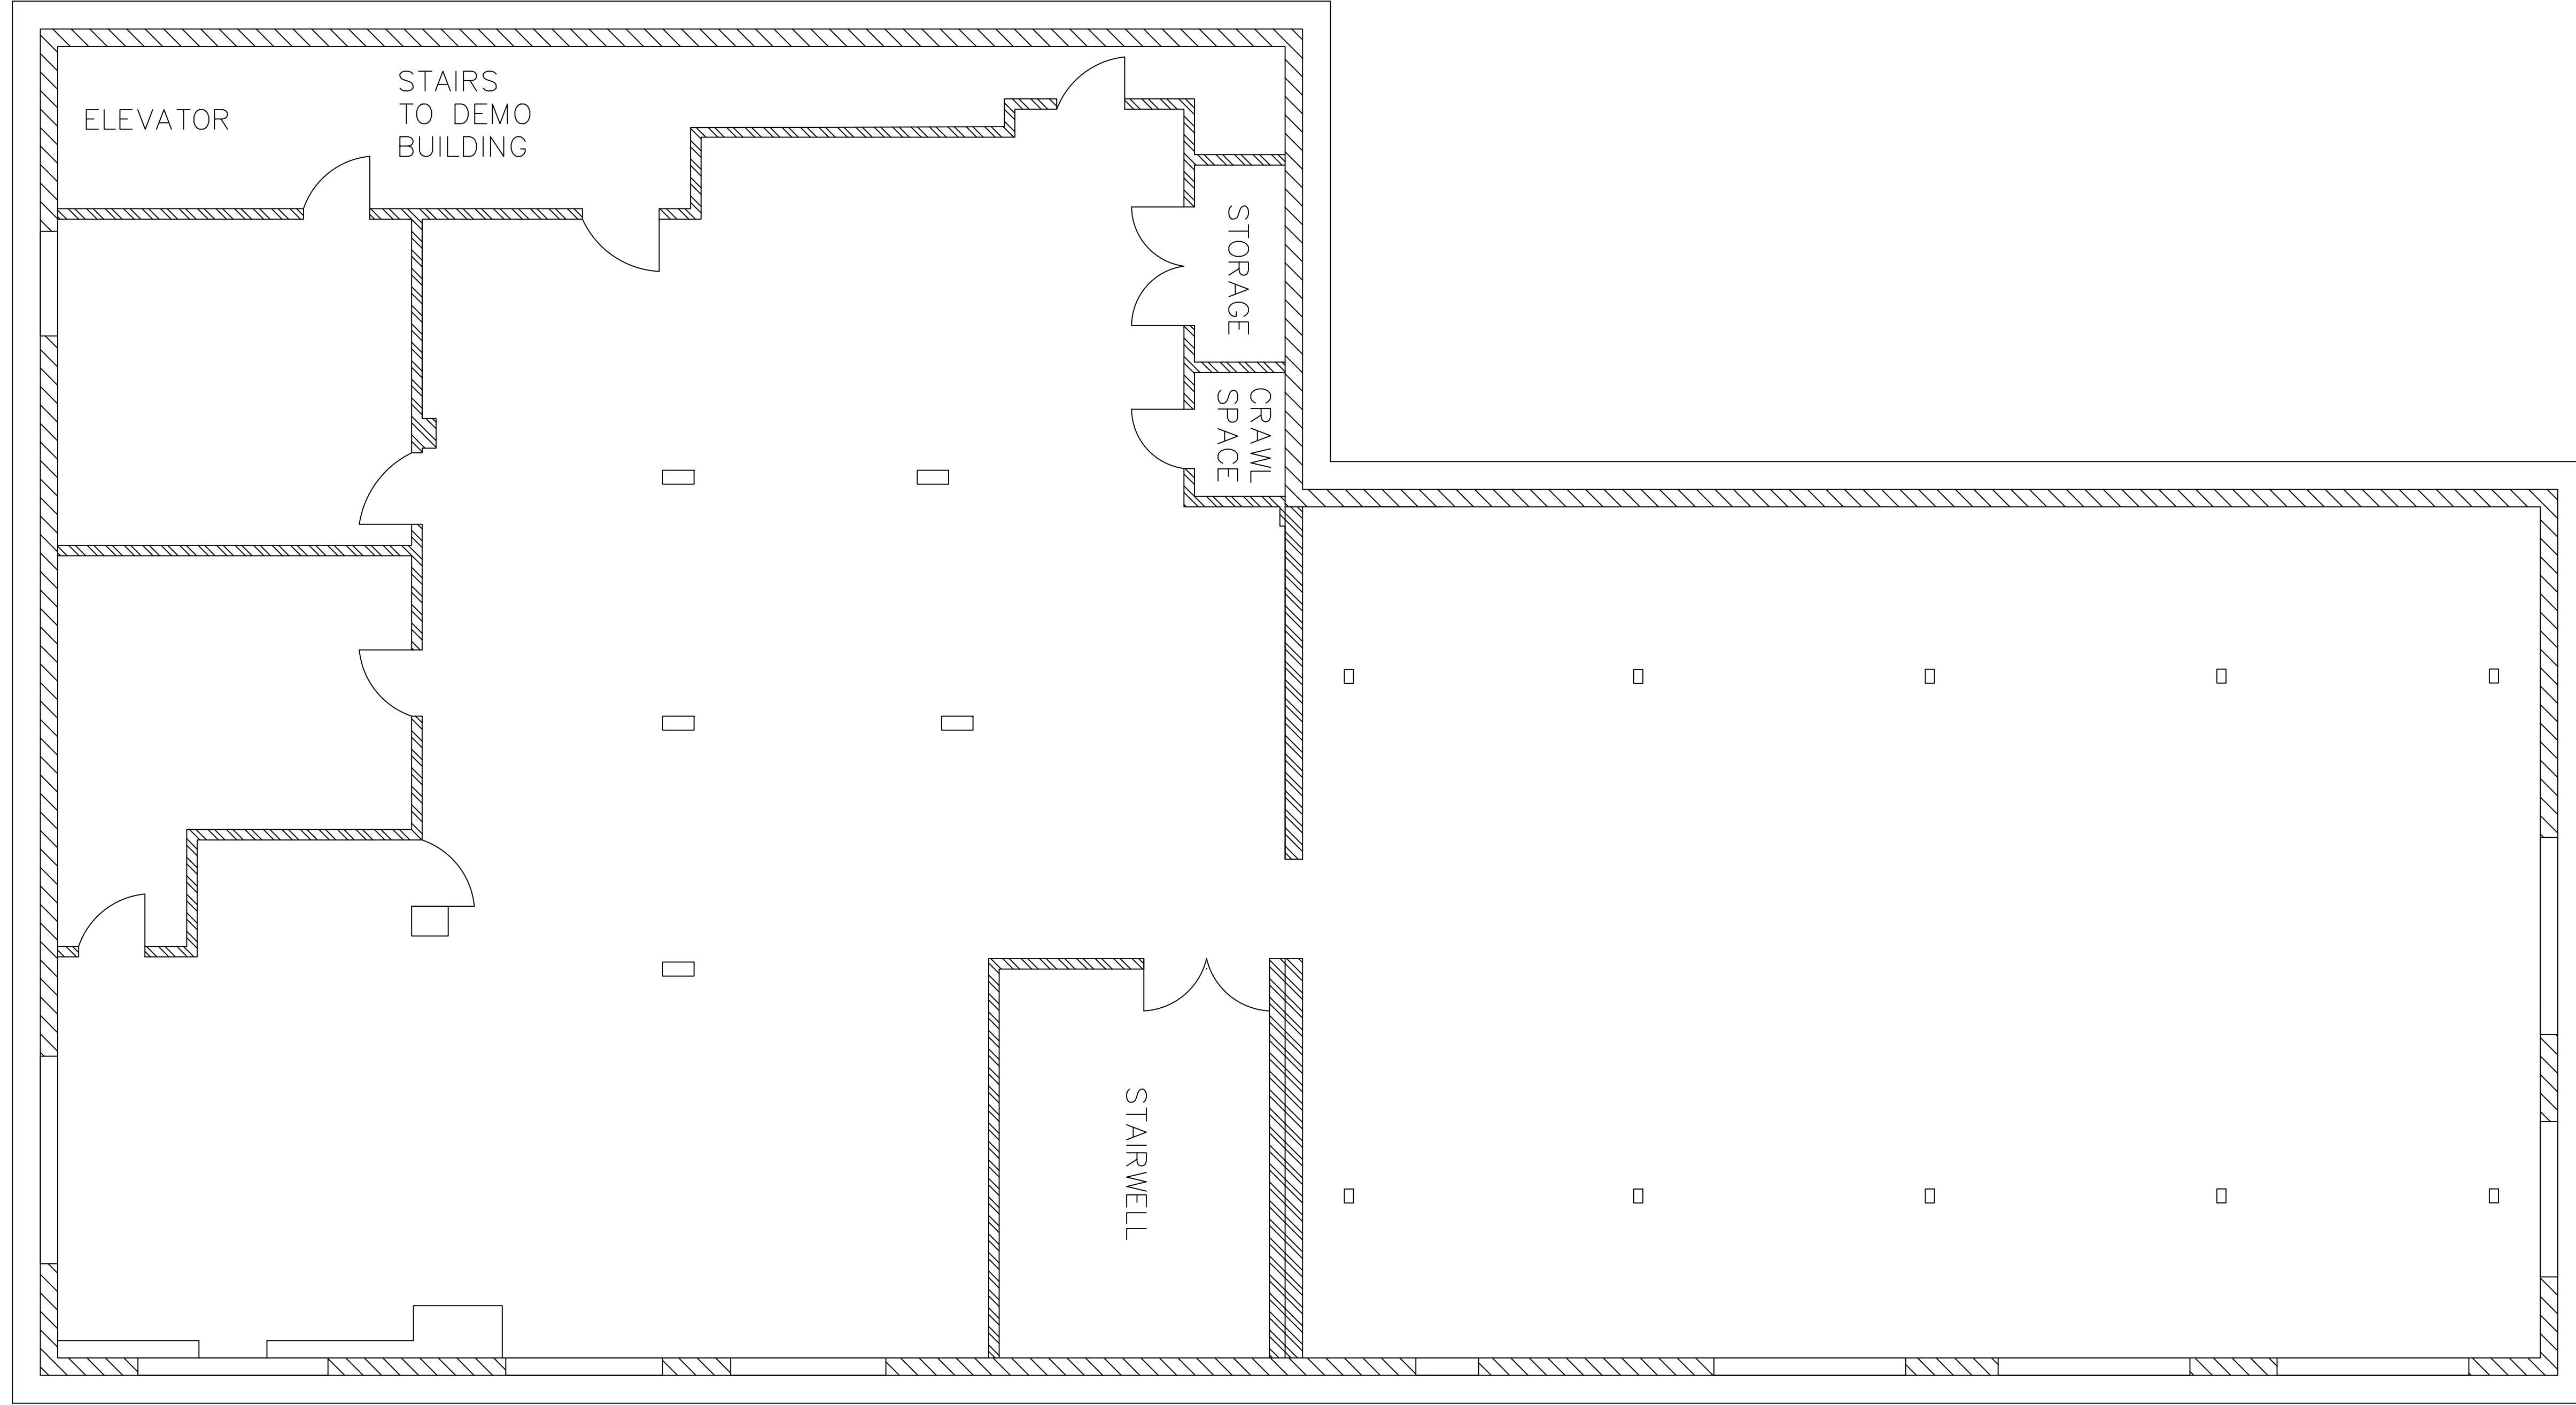 ELEVATOR
STAIRS
TO DEMO
BUILDING
STORAGE
CRAWL
SPACE
STAIRWELL